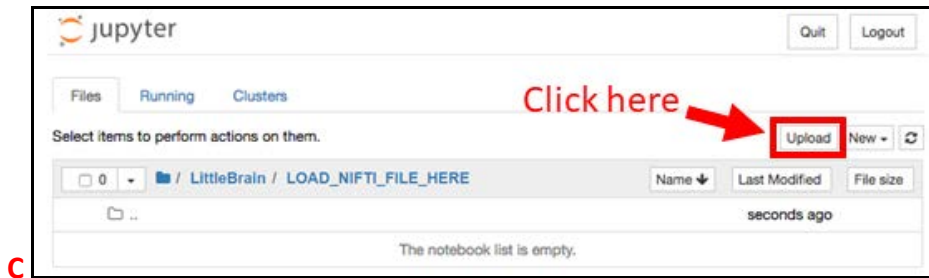 jupyter Quit Logout
Files Running Clusters Click here
Select items to perform actions on them. Upload New
0 / LittleBrain / LOAD_NIFTI_FILE_HERE Name Last Modified File size
.. seconds ago
The notebook list is empty.
C